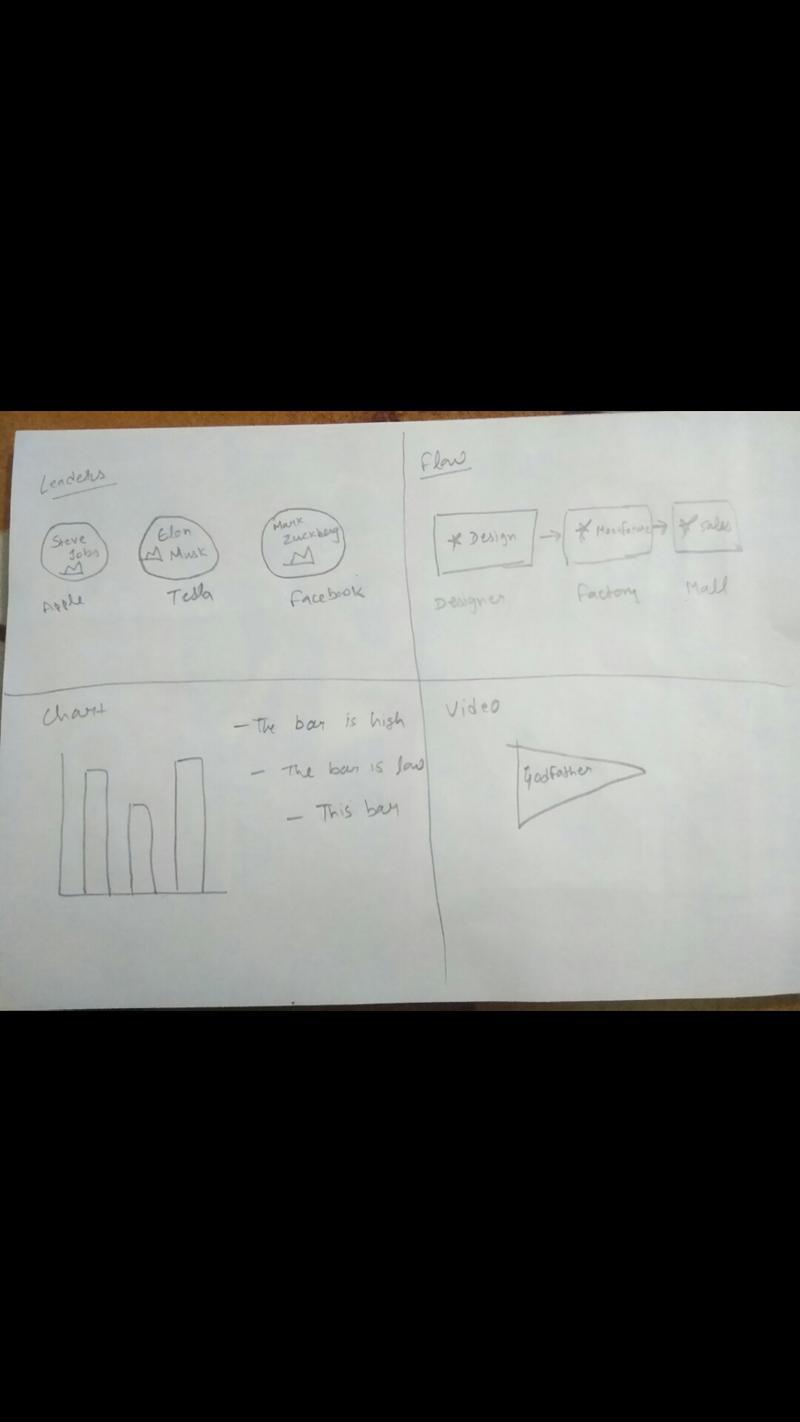 Leaders
Steve
Jobs
Elon
Musk
Mark
Zuckberg
Apple
Tesla
Facebook
Flow
Design
Sales
Designer
Factory
Mall
Chart
- The bar is high
- The bar is low
- This bar
Video
Godfather